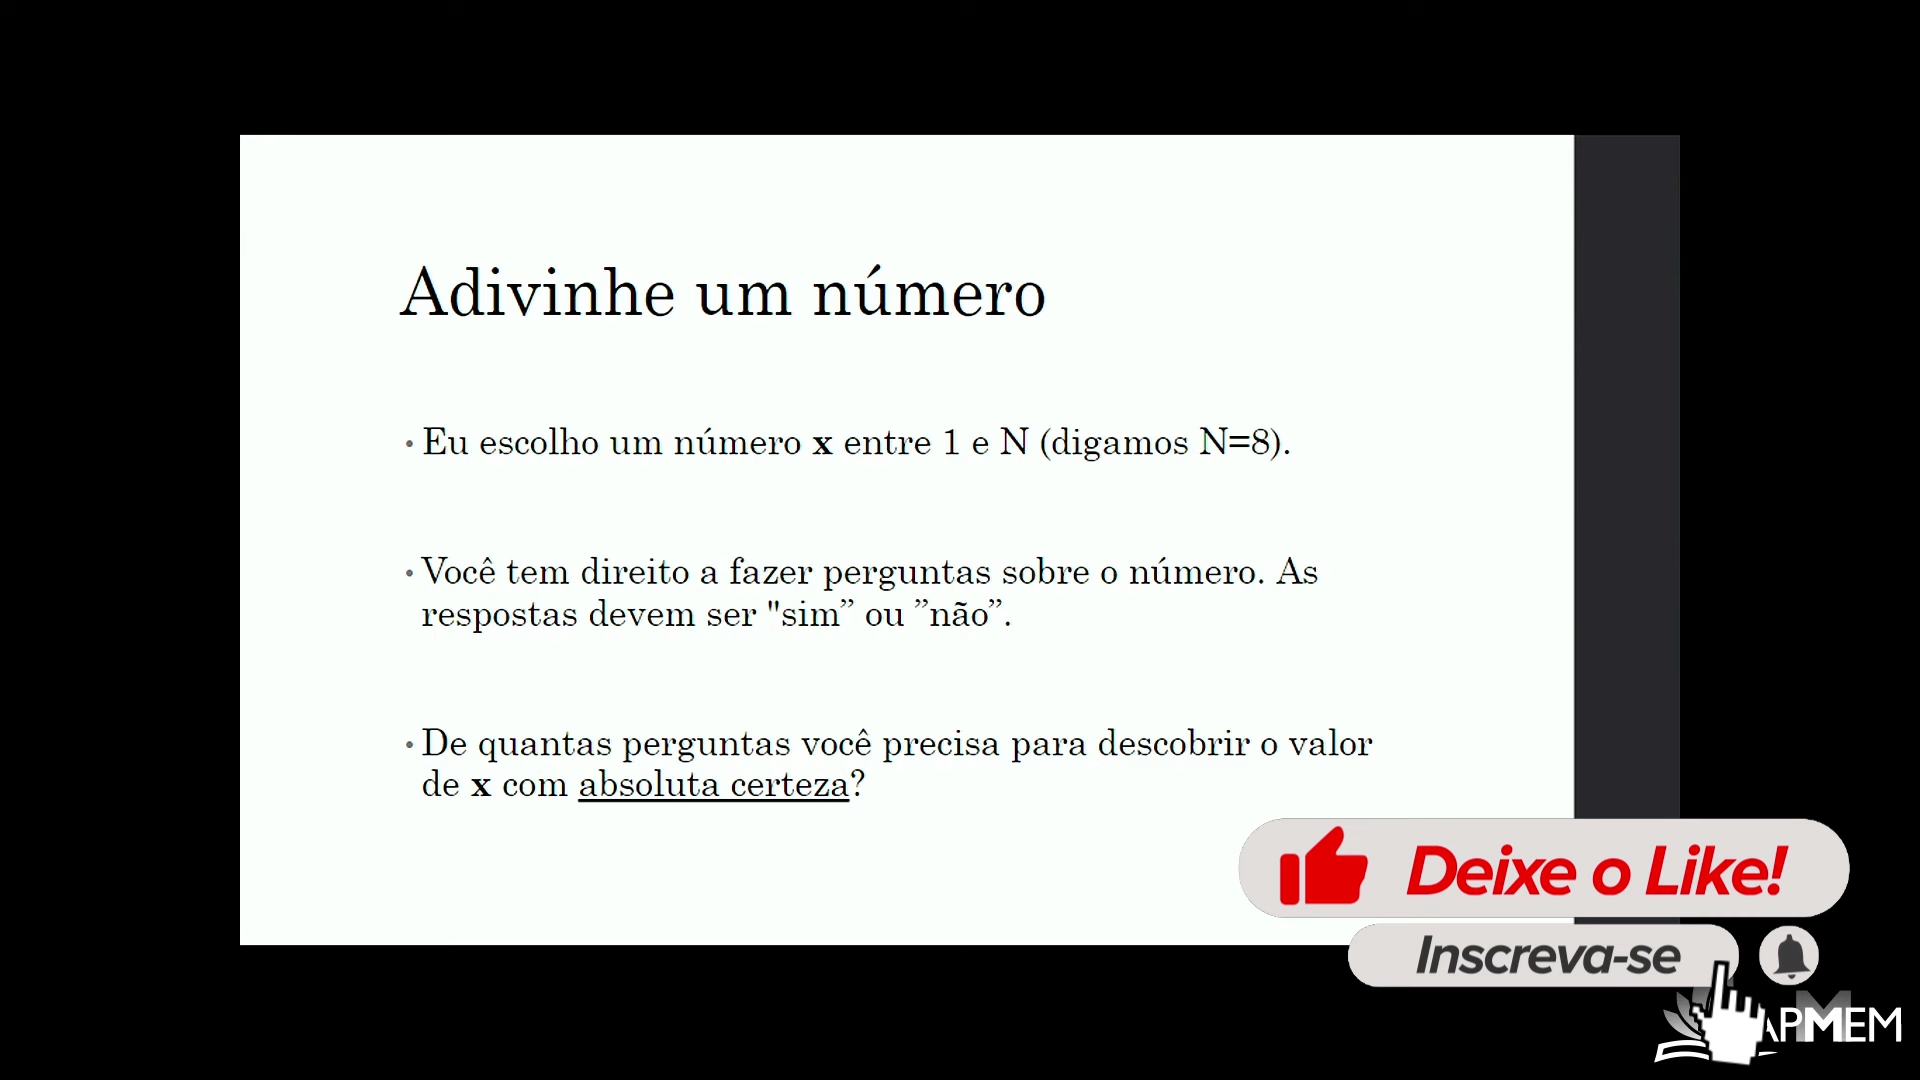 Adivinhe um número
• Eu escolho um número x entre 1 e N (digamos N=8).
• Você tem direito a fazer perguntas sobre o número. As
respostas devem ser "sim” ou ”não”.
• De quantas perguntas você precisa para descobrir o valor
de x com absoluta certeza?
Deixe o Like!
Inscreva-se